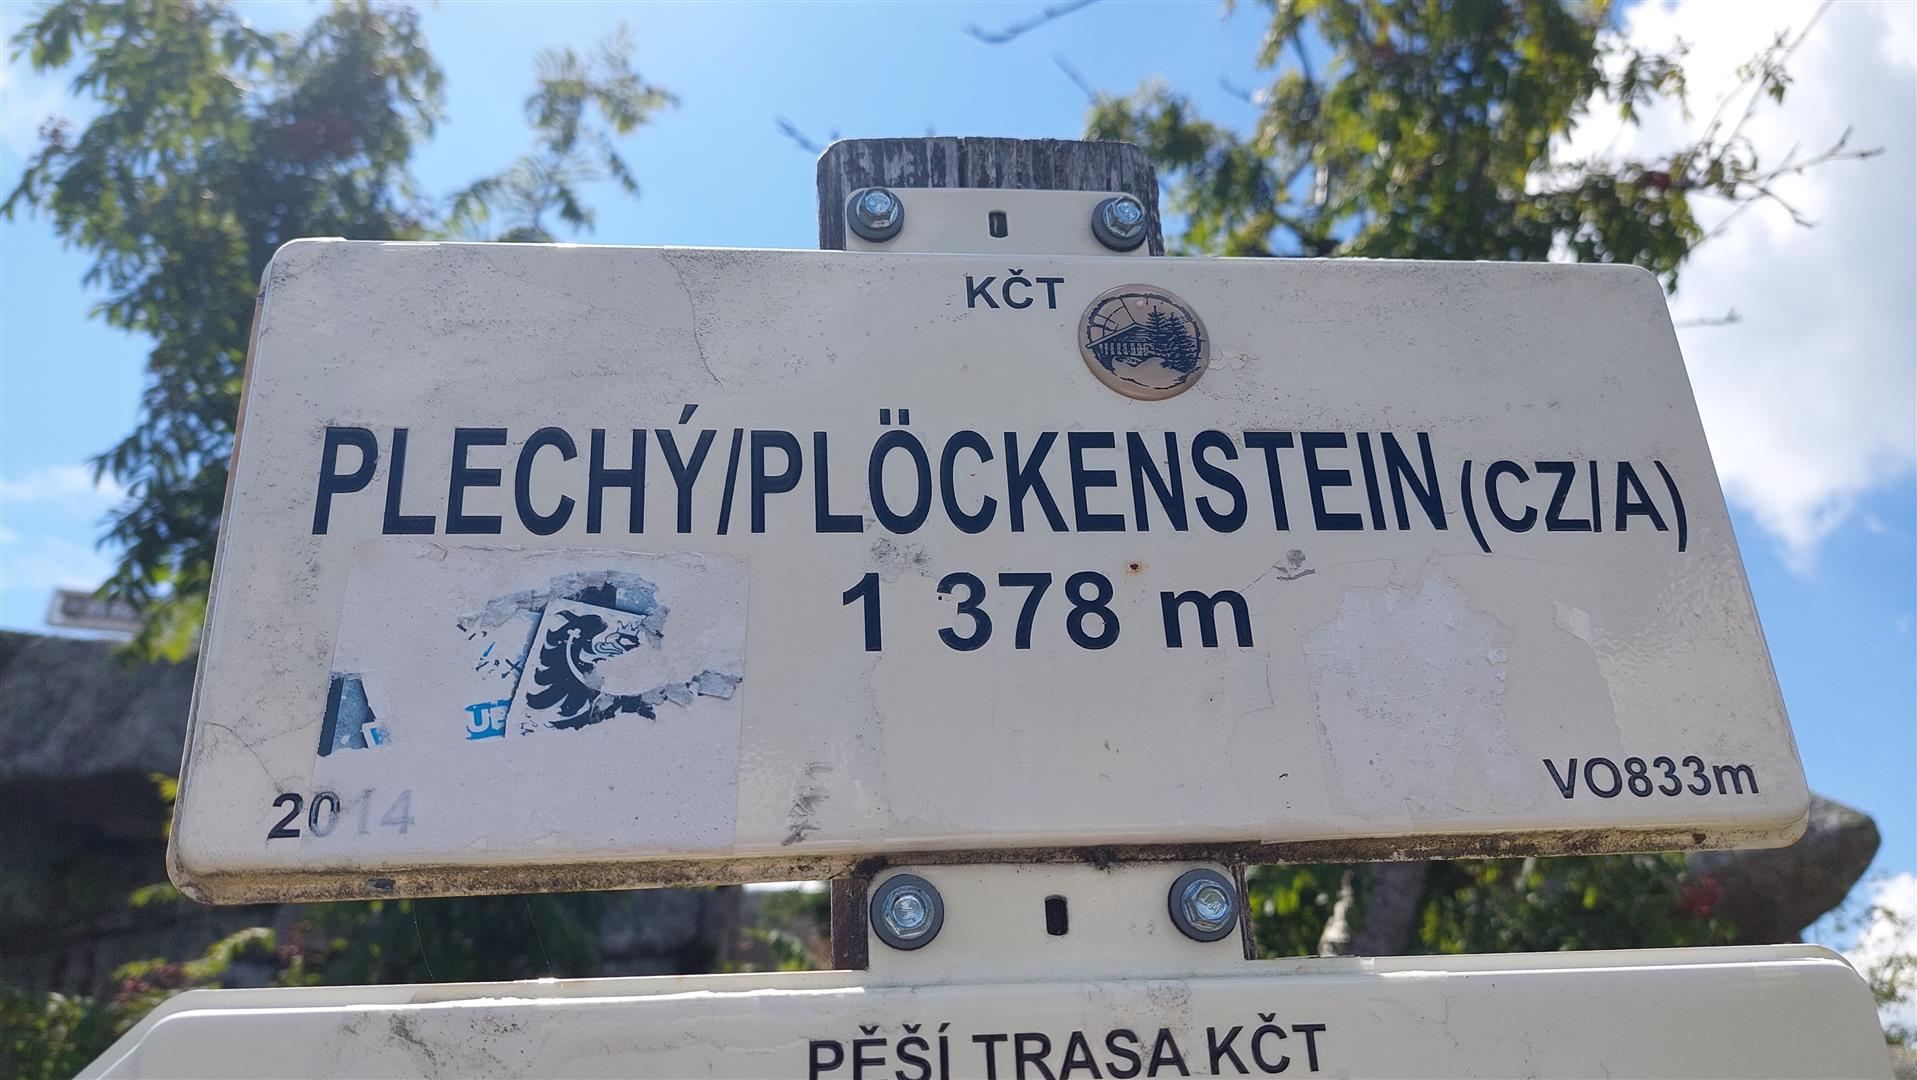 KČT
PLECHÝ/PLÖCKENSTEIN (CZ/A)
1 378 m
2014
VO833m
PĚŠÍ TRASA KČT